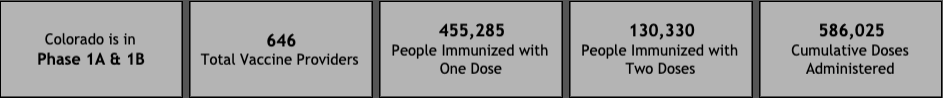 Colorado is in
Phase 1A & 1B
646
Total Vaccine Providers
455,285
People Immunized with
One Dose
130,330
People Immunized with
Two Doses
586,025
Cumulative Doses
Administered